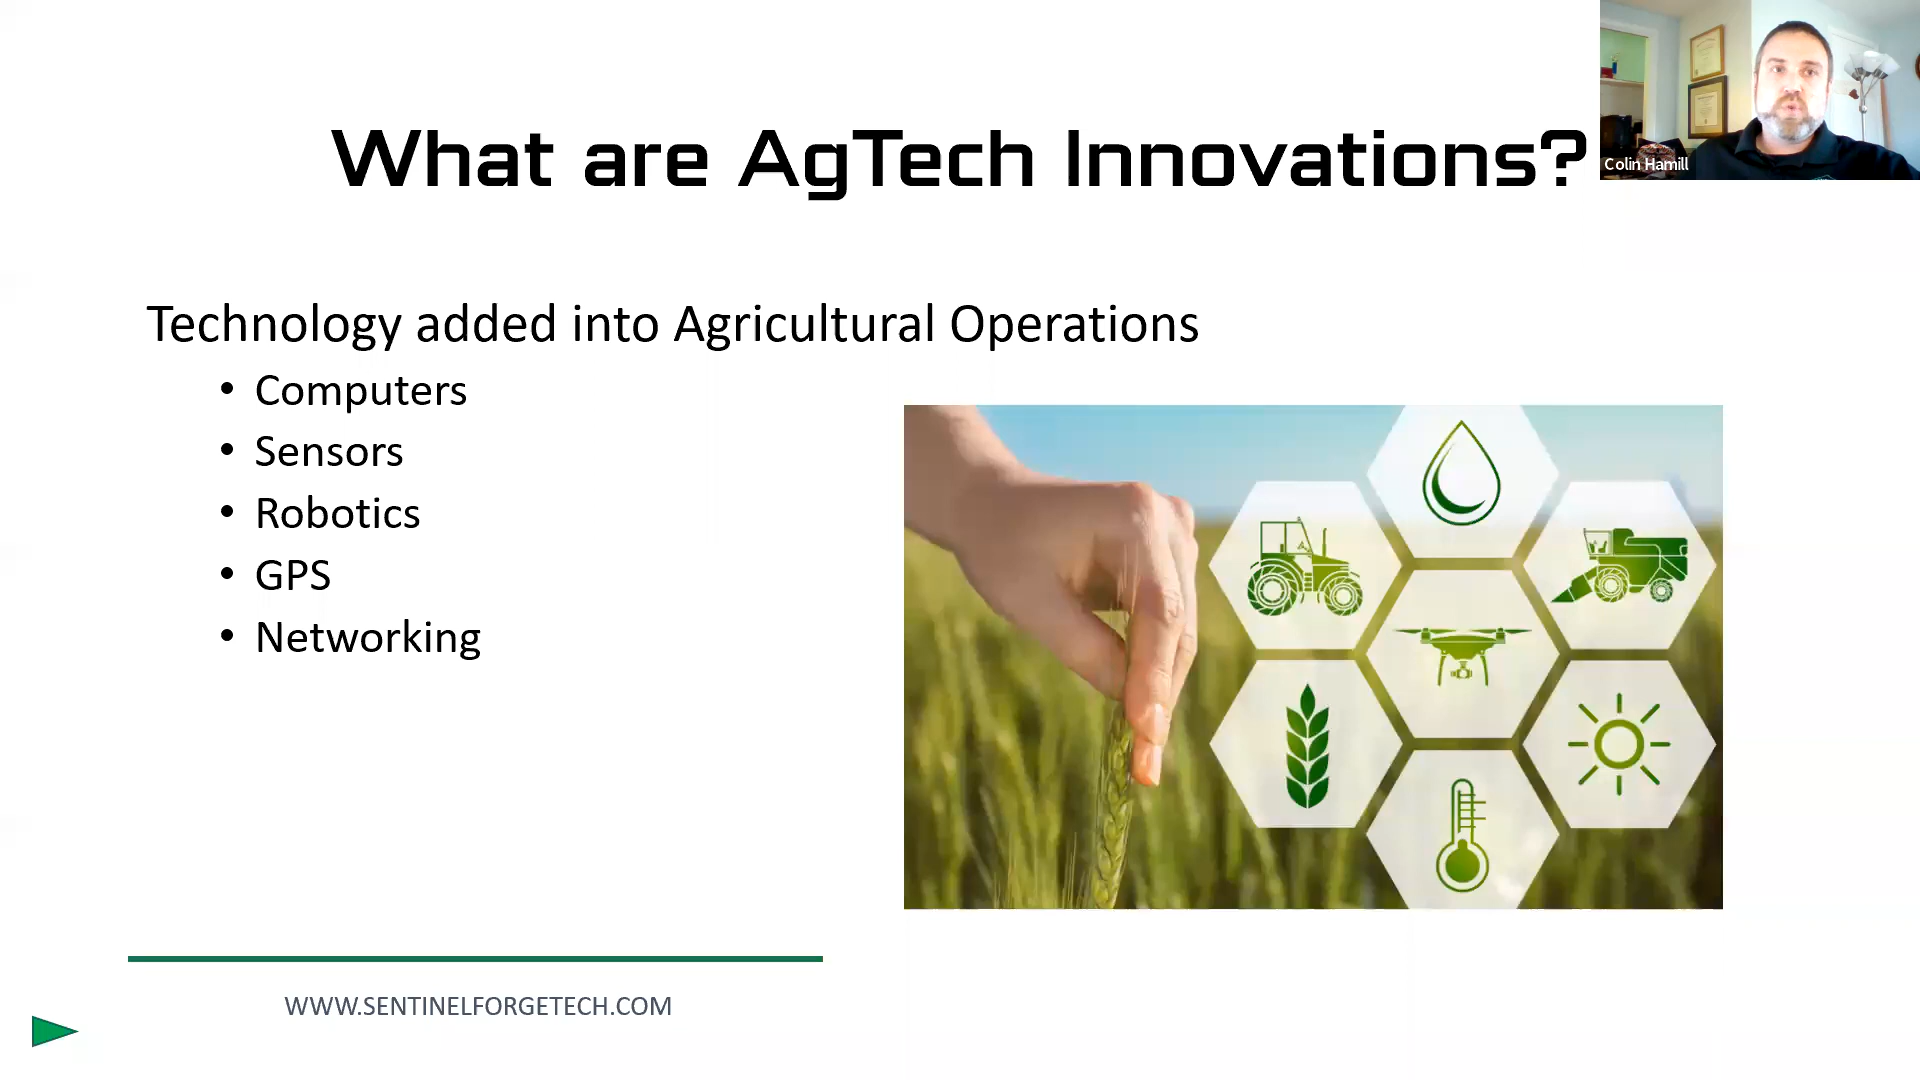 What are AgTech Innovations?
Colin Hamill
Technology added into Agricultural Operations
• Computers
• Sensors
• Robotics
• GPS
• Networking
WWW.SENTINELFORGETECH.COM